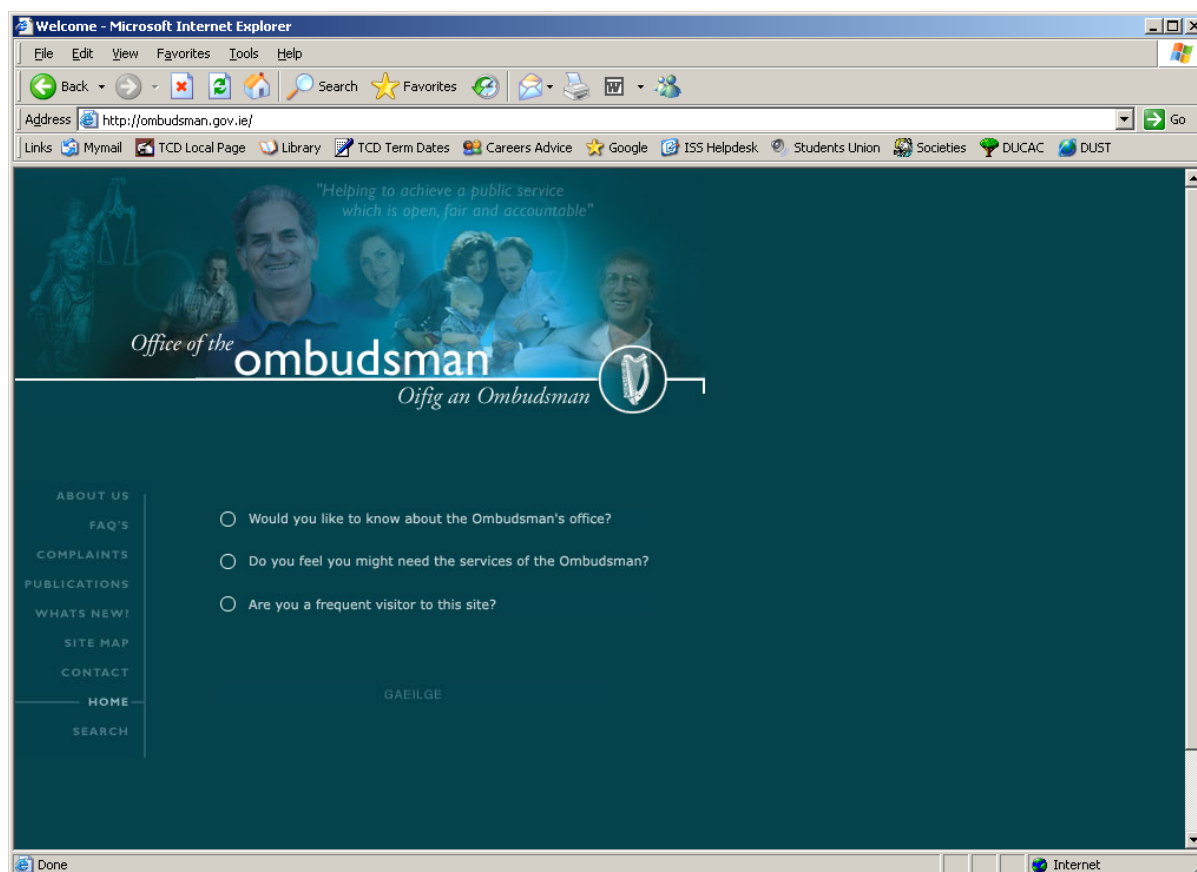 Welcome - Microsoft Internet Explorer
File Edit View Favorites Tools Help
Back Search Favorites
Address http://ombudsman.gov.ie/ Go
Links Mymail TCD Local Page Library TCD Term Dates Careers Advice Google ISS Helpdesk Students Union Societies DUCAC DUST
"Helping to achieve a public service
which is open, fair and accountable"
Office of the
ombudsman
Oifig an Ombudsman
ABOUT US
FAQ'S
COMPLAINTS
PUBLICATIONS
WHATS NEW?
SITE MAP
CONTACT
HOME
SEARCH
Would you like to know about the Ombudsman's office?
Do you feel you might need the services of the Ombudsman?
Are you a frequent visitor to this site?
GAEILGE
Done Internet